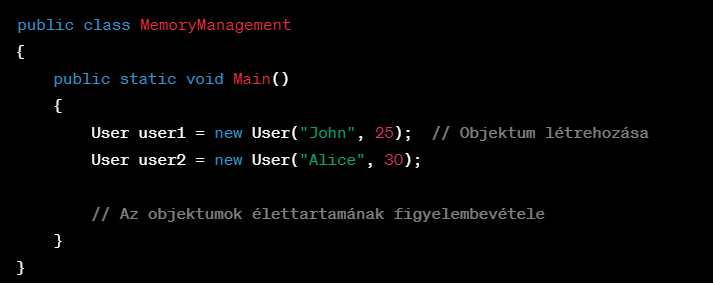 public class MemoryManagement
{
    public static void Main()
    {
        User user1 = new User("John", 25);  // Objektum létrehozása
        User user2 = new User("Alice", 30);

        // Az objektumok élettartamának figyelembevétele
    }
}